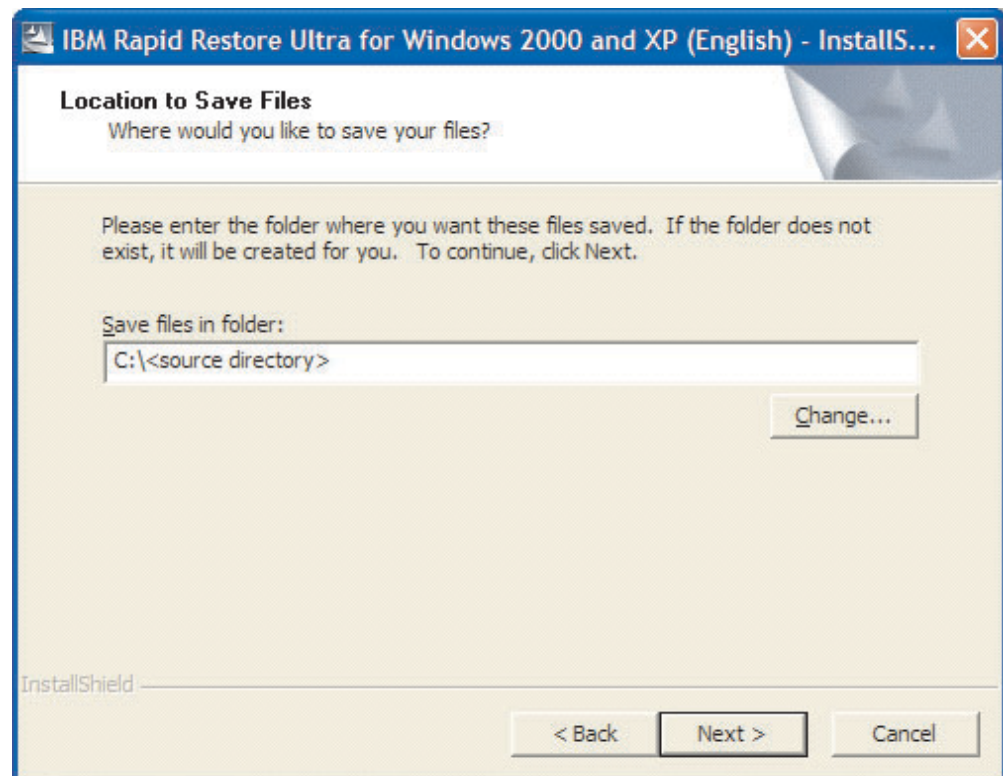 IBM Rapid Restore Ultra for Windows 2000 and XP (English) - InstallS...
Location to Save Files
Where would you like to save your files?
Please enter the folder where you want these files saved.  If the folder does not
exist, it will be created for you.   To continue, click Next.
Save files in folder:
C:\<source directory>
Change...
InstallShield
< Back
Next >
Cancel